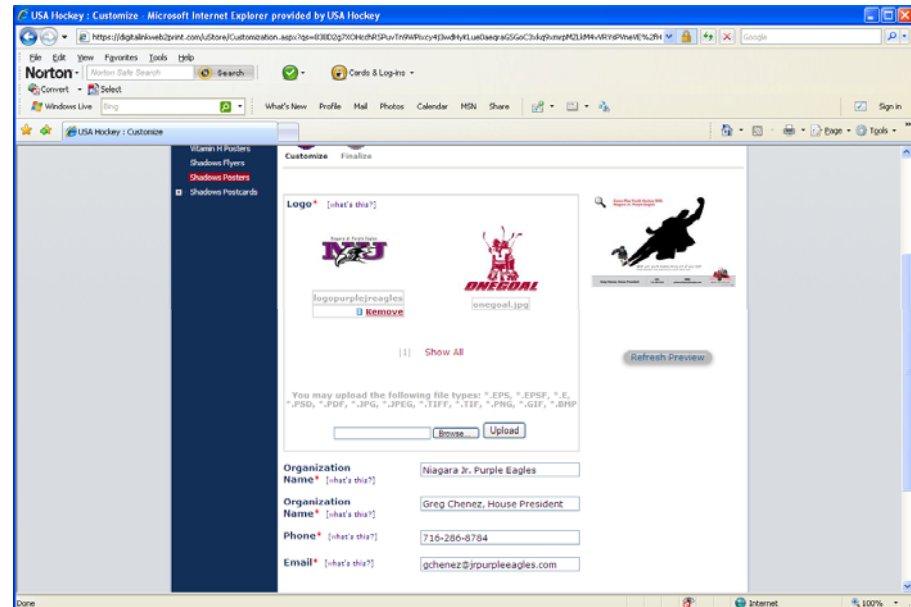 USA Hockey : Customize - Microsoft Internet Explorer provided by USA Hockey
Google
File Edit View Favorites Tools Help
Norton Norton Safe Search Search Cards & Log-ins
Convert Select
Windows Live Bing What's New Profile Mail Photos Calendar MSN Share Sign in
USA Hockey : Customize Page Tools
Vitamin H Posters
Shadows Flyers
Shadows Posters
Shadows Postcards
Customize Finalize
Logo* [what's this?]
NU
ONEGOAL
logopurplejreagles
onegoal.jpg
Remove
|1| Show All
Refresh Preview
You may upload the following file types: *.EPS, *.EPSF, *.E,
*.PSD, *.PDF, *.JPG, *.JPEG, *.TIFF, *.TIF, *.PNG, *.GIF, *.BMP
Browse... Upload
Organization
Name* [what's this?]
Niagara Jr. Purple Eagles
Organization
Name* [what's this?]
Greg Chenez, House President
Phone* [what's this?]
716-286-8784
Email* [what's this?]
gchenez@jrpurpleeagles.com
Done Internet 100%